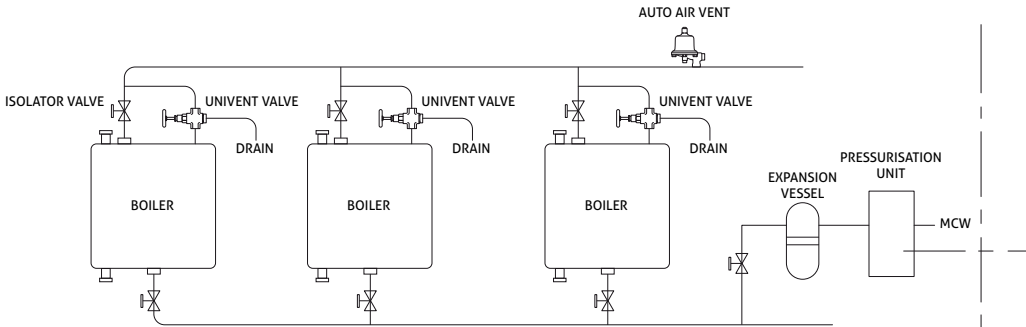 AUTO AIR VENT
ISOLATOR VALVE
UNIVENT VALVE
UNIVENT VALVE
UNIVENT VALVE
DRAIN
DRAIN
DRAIN
PRESSURISATION
UNIT
EXPANSION
VESSEL
BOILER
BOILER
BOILER
MCW